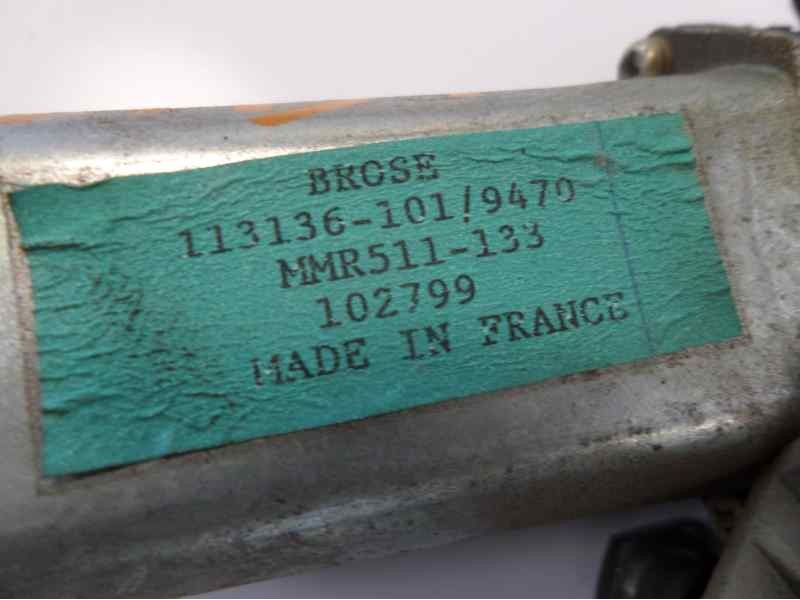 BROSE
113136-101/9470
MMR511-133
102799
MADE IN FRANCE